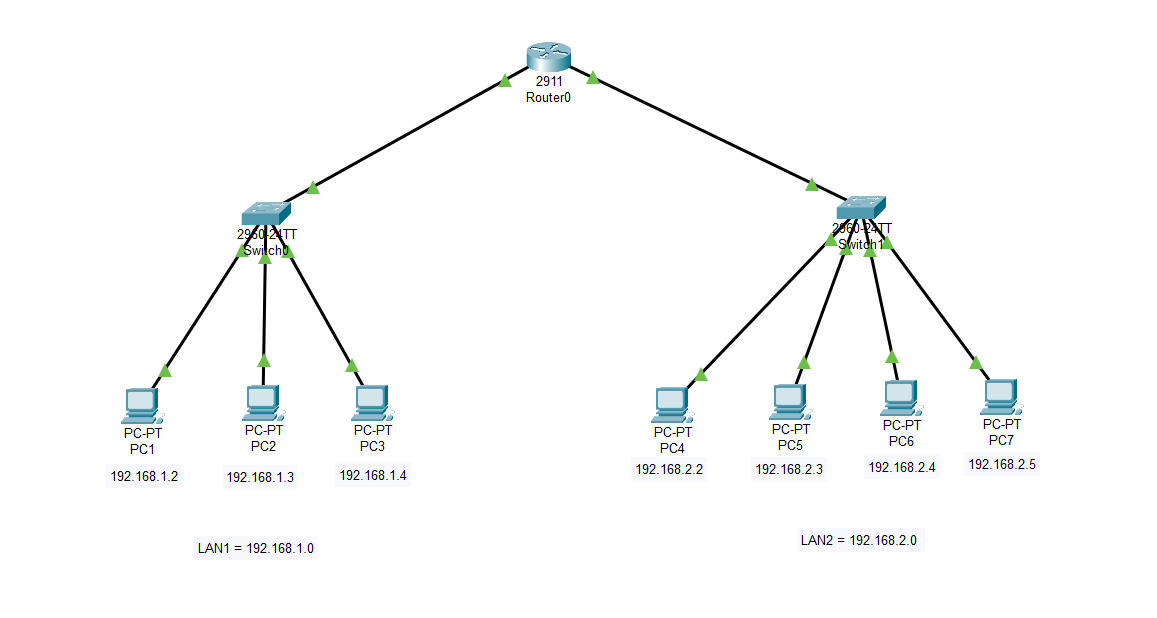 2911
Router0
2960-24TT
Switch0
2960-24TT
Switch1
PC-PT
PC1
192.168.1.2
PC-PT
PC2
192.168.1.3
PC-PT
PC3
192.168.1.4
PC-PT
PC4
192.168.2.2
PC-PT
PC5
192.168.2.3
PC-PT
PC6
192.168.2.4
PC-PT
PC7
192.168.2.5
LAN1 = 192.168.1.0
LAN2 = 192.168.2.0